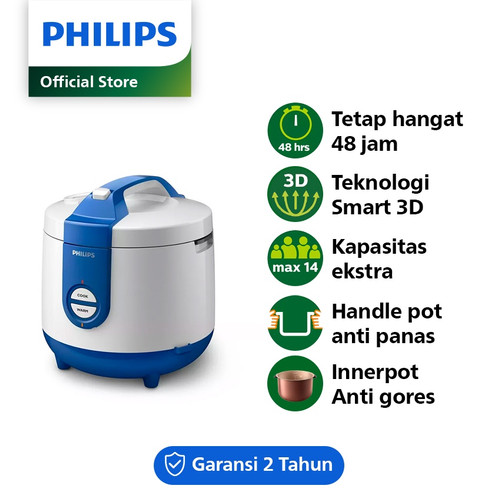 PHILIPS
Official Store
PHILIPS
COOK
WARM
48 hrs
Tetap hangat
48 jam
3D
Teknologi
Smart 3D
max 14
Kapasitas
ekstra
Handle pot
anti panas
Innerpot
Anti gores
Garansi 2 Tahun